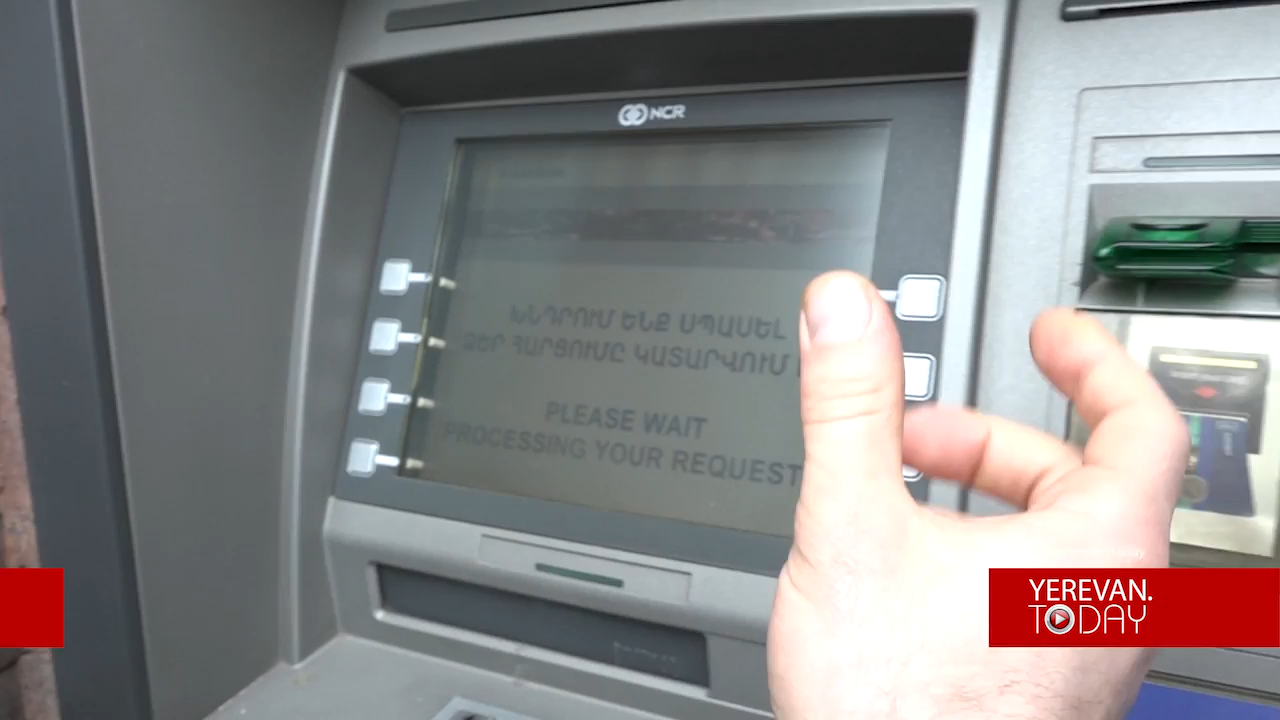 NCR
ԽՆԴՐՈՒՄ ԵՆՔ ՍՊԱՍԵԼ
ՁԵՐ ՀԱՐՑՈՒՄԸ ԿԱՏԱՐՎՈՒՄ
PLEASE WAIT
PROCESSING YOUR REQUEST
YEREVAN.
TODAY